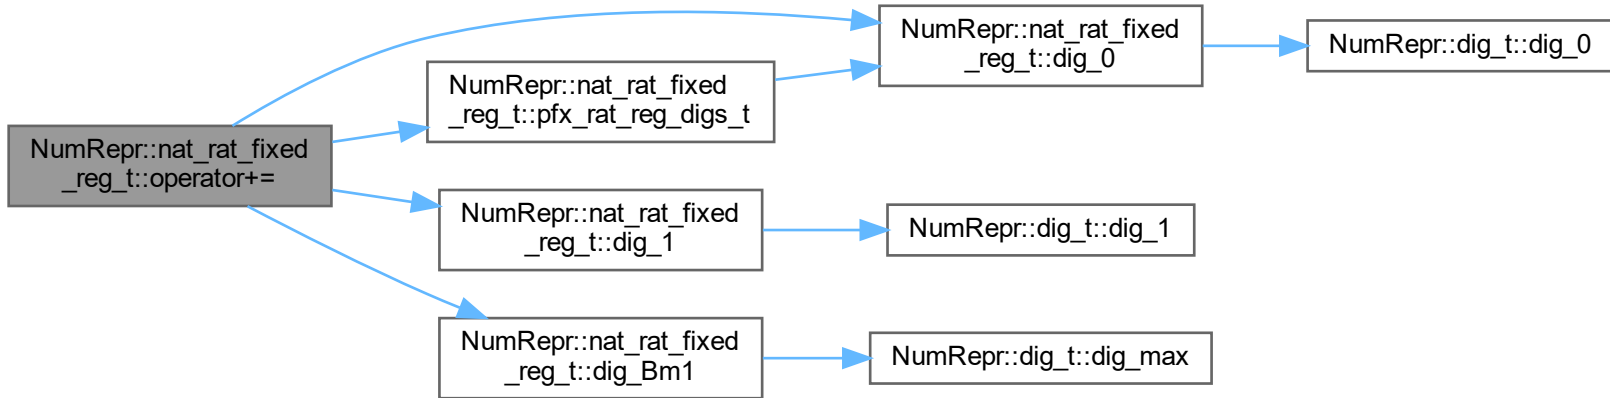 NumRepr::nat_rat_fixed
_reg_t::operator+=
NumRepr::nat_rat_fixed
_reg_t::pfx_rat_reg_digs_t
NumRepr::nat_rat_fixed
_reg_t::dig_0
NumRepr::dig_t::dig_0
NumRepr::nat_rat_fixed
_reg_t::dig_1
NumRepr::dig_t::dig_1
NumRepr::nat_rat_fixed
_reg_t::dig_Bm1
NumRepr::dig_t::dig_max